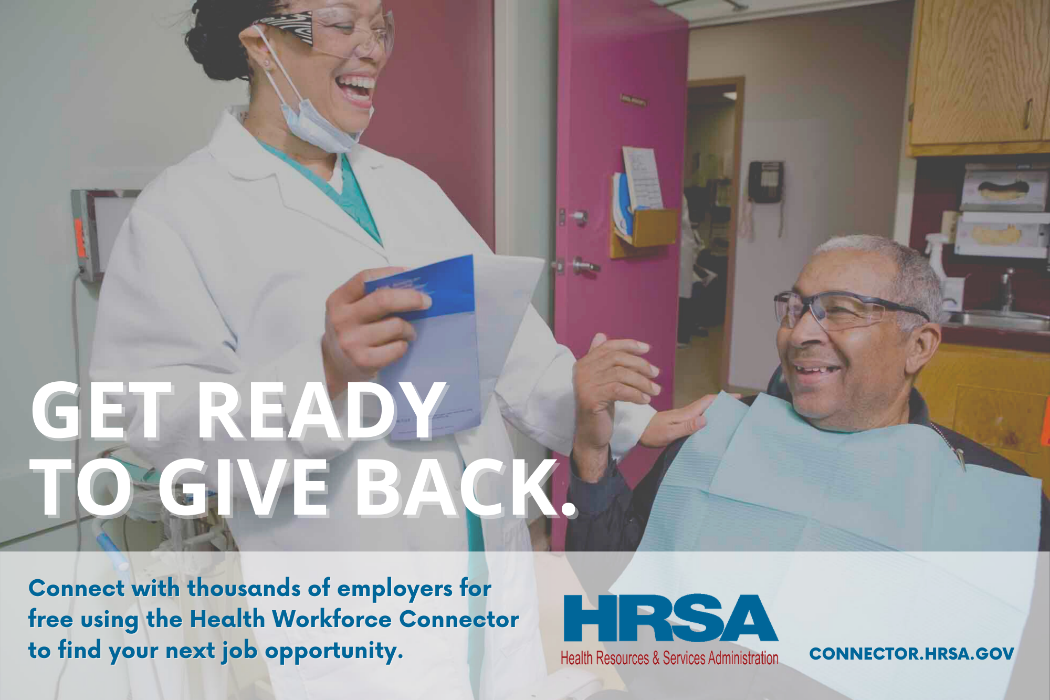 GET READY
TO GIVE BACK.
Connect with thousands of employers for
free using the Health Workforce Connector
to find your next job opportunity.
HRSA
Health Resources & Services Administration
CONNECTOR.HRSA.GOV